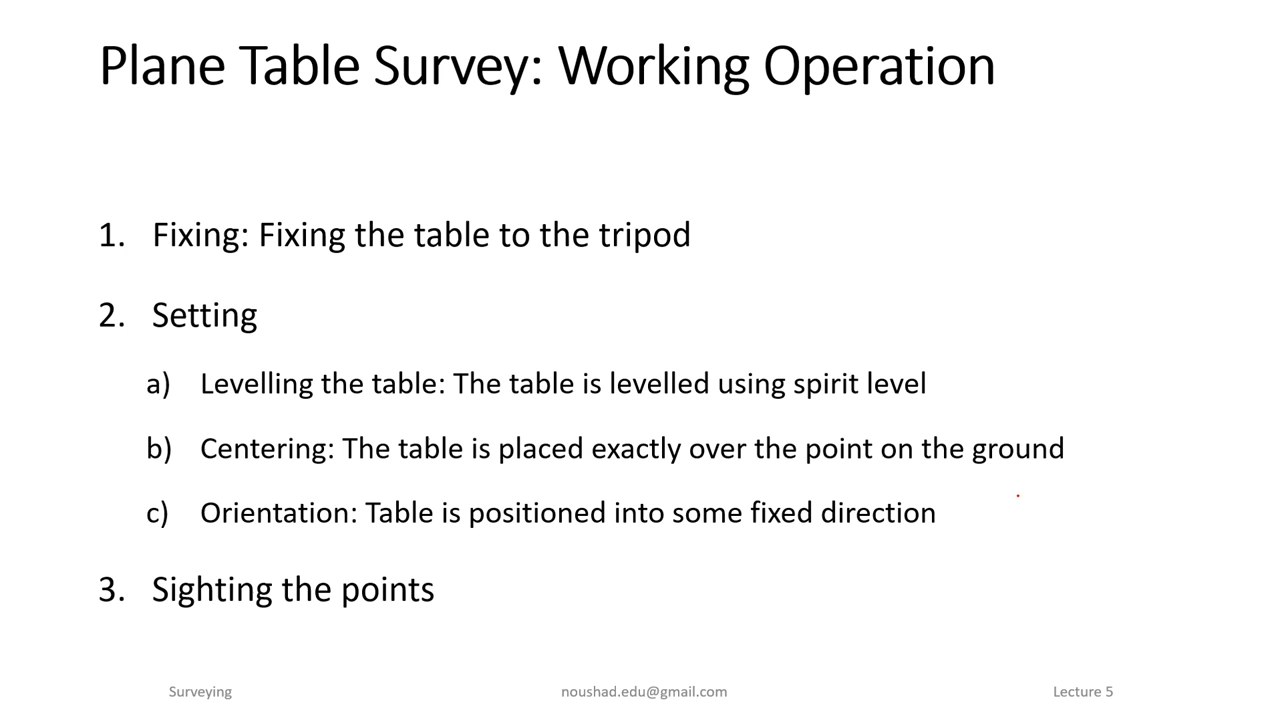 Plane Table Survey: Working Operation
1. Fixing: Fixing the table to the tripod
2. Setting
a) Levelling the table: The table is levelled using spirit level
b) Centering: The table is placed exactly over the point on the ground
c) Orientation: Table is positioned into some fixed direction
3. Sighting the points
Surveying noushad.edu@gmail.com Lecture 5